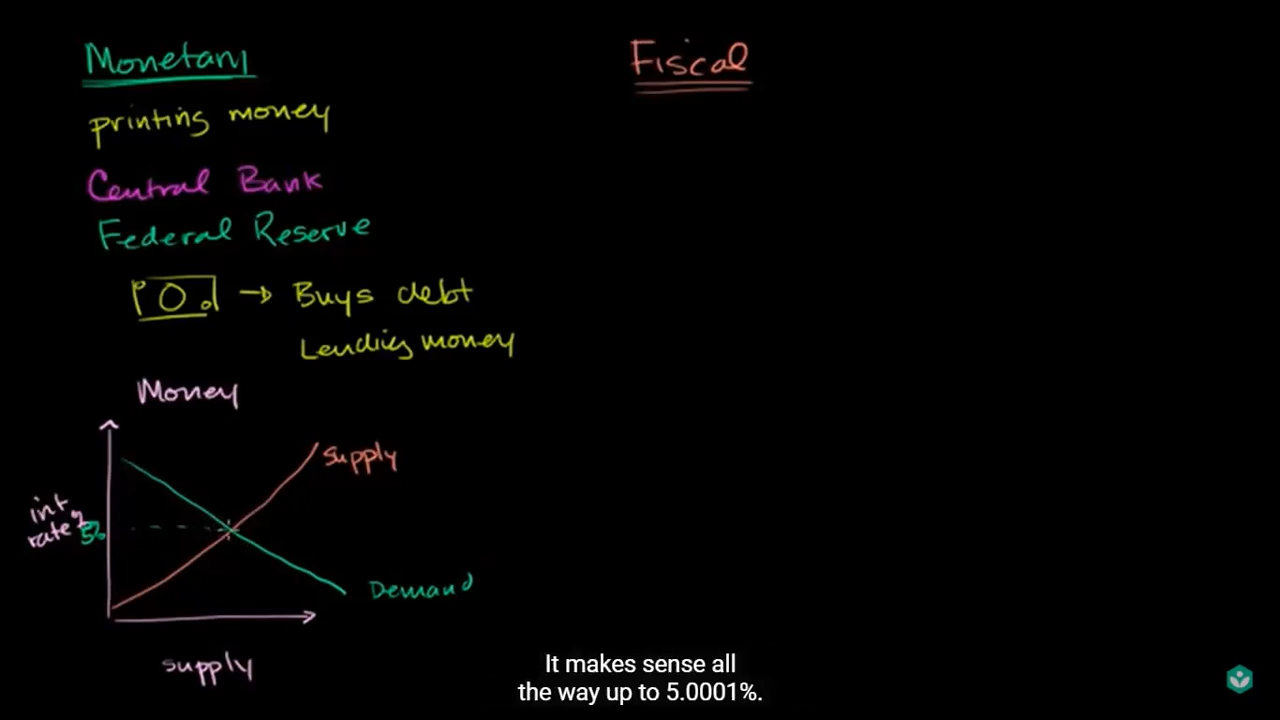 Monetary
Fiscal
printing money
Central Bank
Federal Reserve
→ Buys debt
Lending money
Money
supply
int
rate %
5%
Demand
supply
It makes sense all
the way up to 5.0001%.